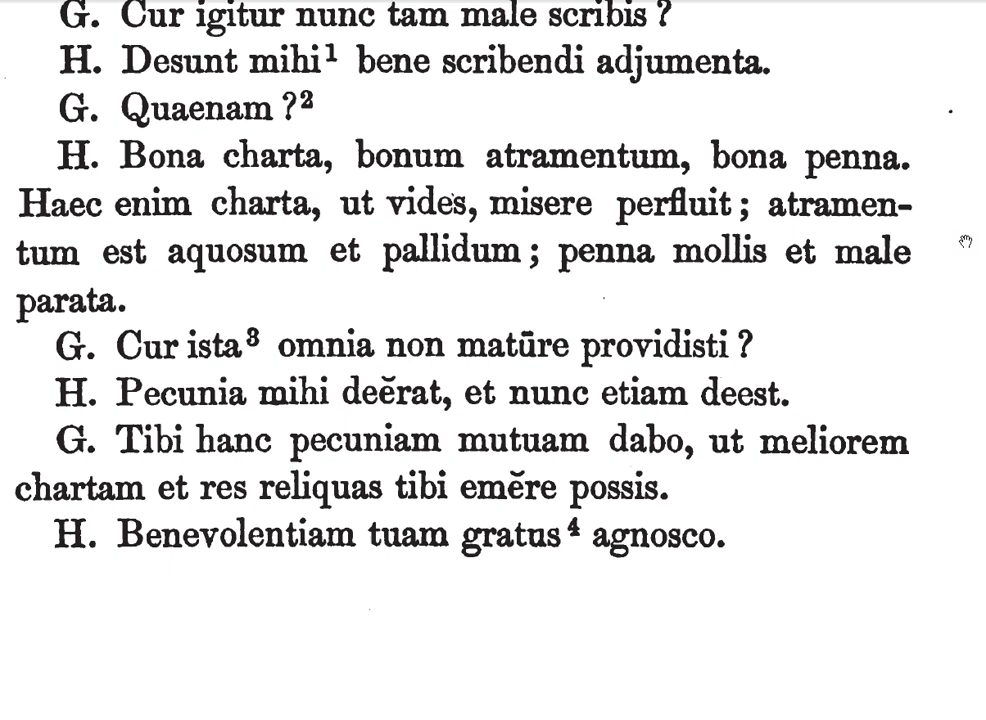 G. Cur igitur nunc tam male scribis ?
H. Desunt mihi¹ bene scribendi adjumenta.
G. Quaenam ?²
H. Bona charta, bonum atramentum, bona penna.
Haec enim charta, ut vides, misere perfluit ; atramen-
tum est aquosum et pallidum ; penna mollis et male
parata.
G. Cur ista³ omnia non matūre providisti ?
H. Pecunia mihi deĕrat, et nunc etiam deest.
G. Tibi hanc pecuniam mutuam dabo, ut meliorem
chartam et res reliquas tibi emĕre possis.
H. Benevolentiam tuam gratus⁴ agnosco.